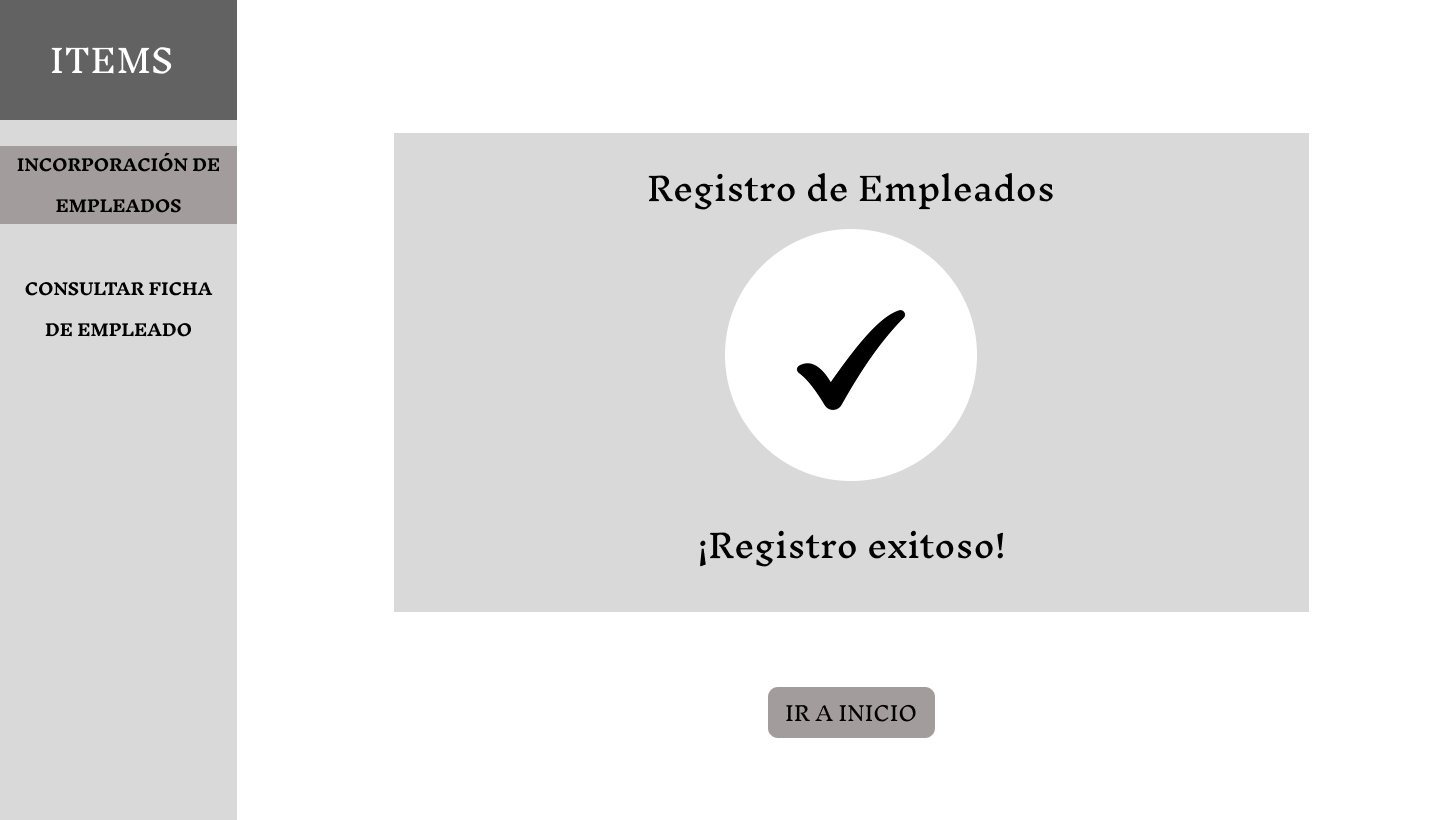 ITEMS
INCORPORACIÓN DE
EMPLEADOS
CONSULTAR FICHA
DE EMPLEADO
Registro de Empleados
¡Registro exitoso!
IR A INICIO